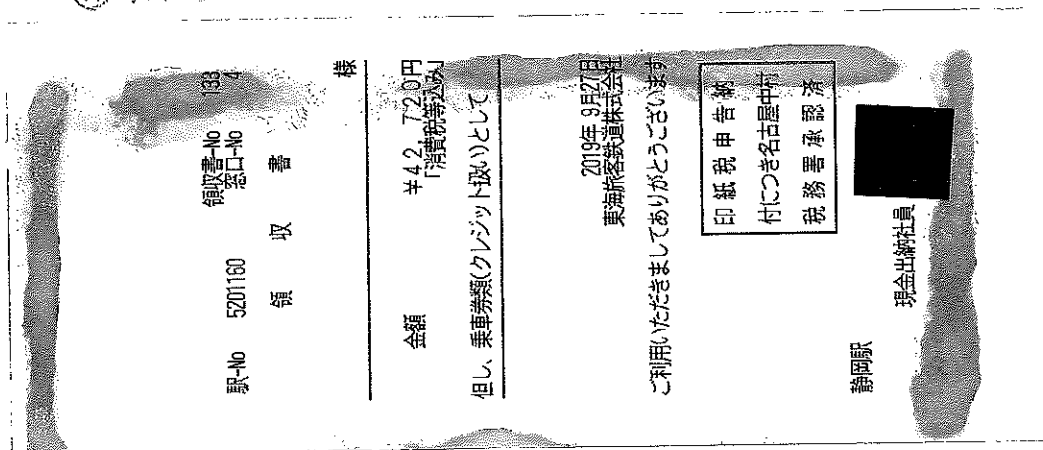 駅-No 5201160 領収書-No 133
窓口-No 4
領 収 書
様
金額 ¥42,720円
「消費税等込み」
但し、乗車券類(クレジット扱い)として
2019年 9月27日
東海旅客鉄道株式会社
ご利用いただきましてありがとうございます
印紙税申告納
付につき名古屋中村
税務署承認済
静岡駅 現金出納社員